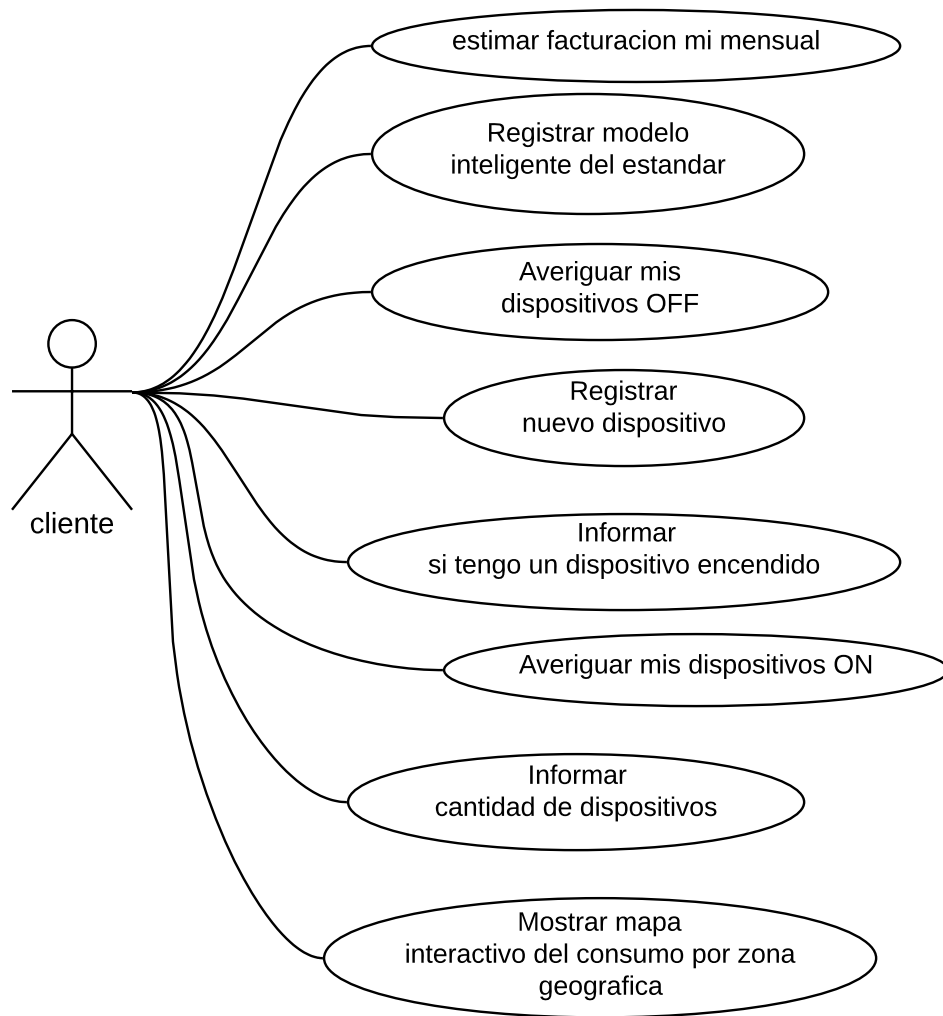 estimar facturacion mi mensual
Registrar modelo
inteligente del estandar
Averiguar mis
dispositivos OFF
Registrar
nuevo dispositivo
cliente
Informar
si tengo un dispositivo encendido
Averiguar mis dispositivos ON
Informar
cantidad de dispositivos
Mostrar mapa
interactivo del consumo por zona
geografica